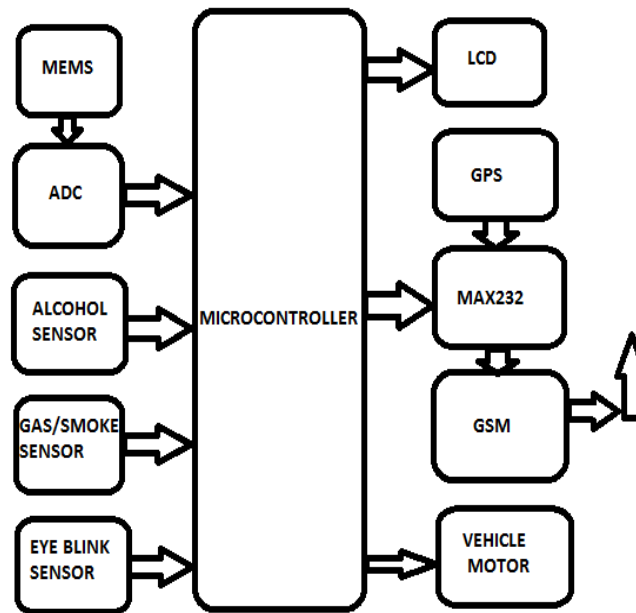 MEMS
ADC
ALCOHOL
SENSOR
GAS/SMOKE
SENSOR
EYE BLINK
SENSOR
MICROCONTROLLER
LCD
GPS
MAX232
GSM
VEHICLE
MOTOR